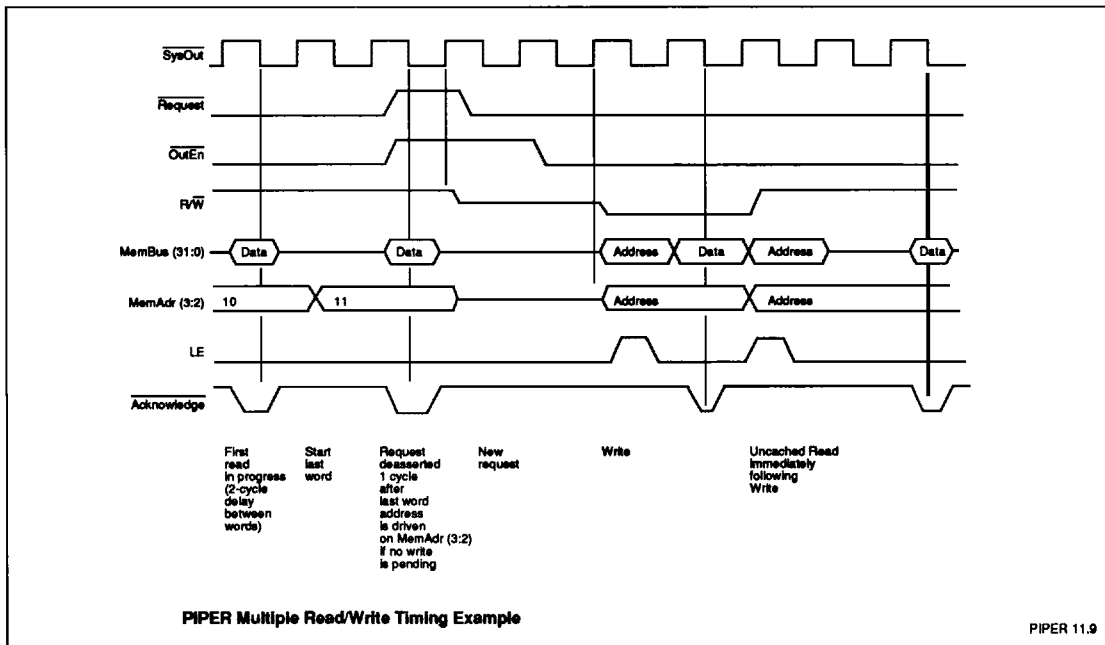 SysOut
Request
OutEn
R/W
MemBus (31:0) Data Data Address Data Address Data
MemAdr (3:2) 10 11 Address Address
LE
Acknowledge
First
read
in progress
(2-cycle
delay
between
words)
Start
last
word
Request
deasserted
1 cycle
after
last word
address
is driven
on MemAdr (3:2)
if no write
is pending
New
request
Write
Uncached Read
Immediately
following
Write
PIPER Multiple Read/Write Timing Example
PIPER 11.9